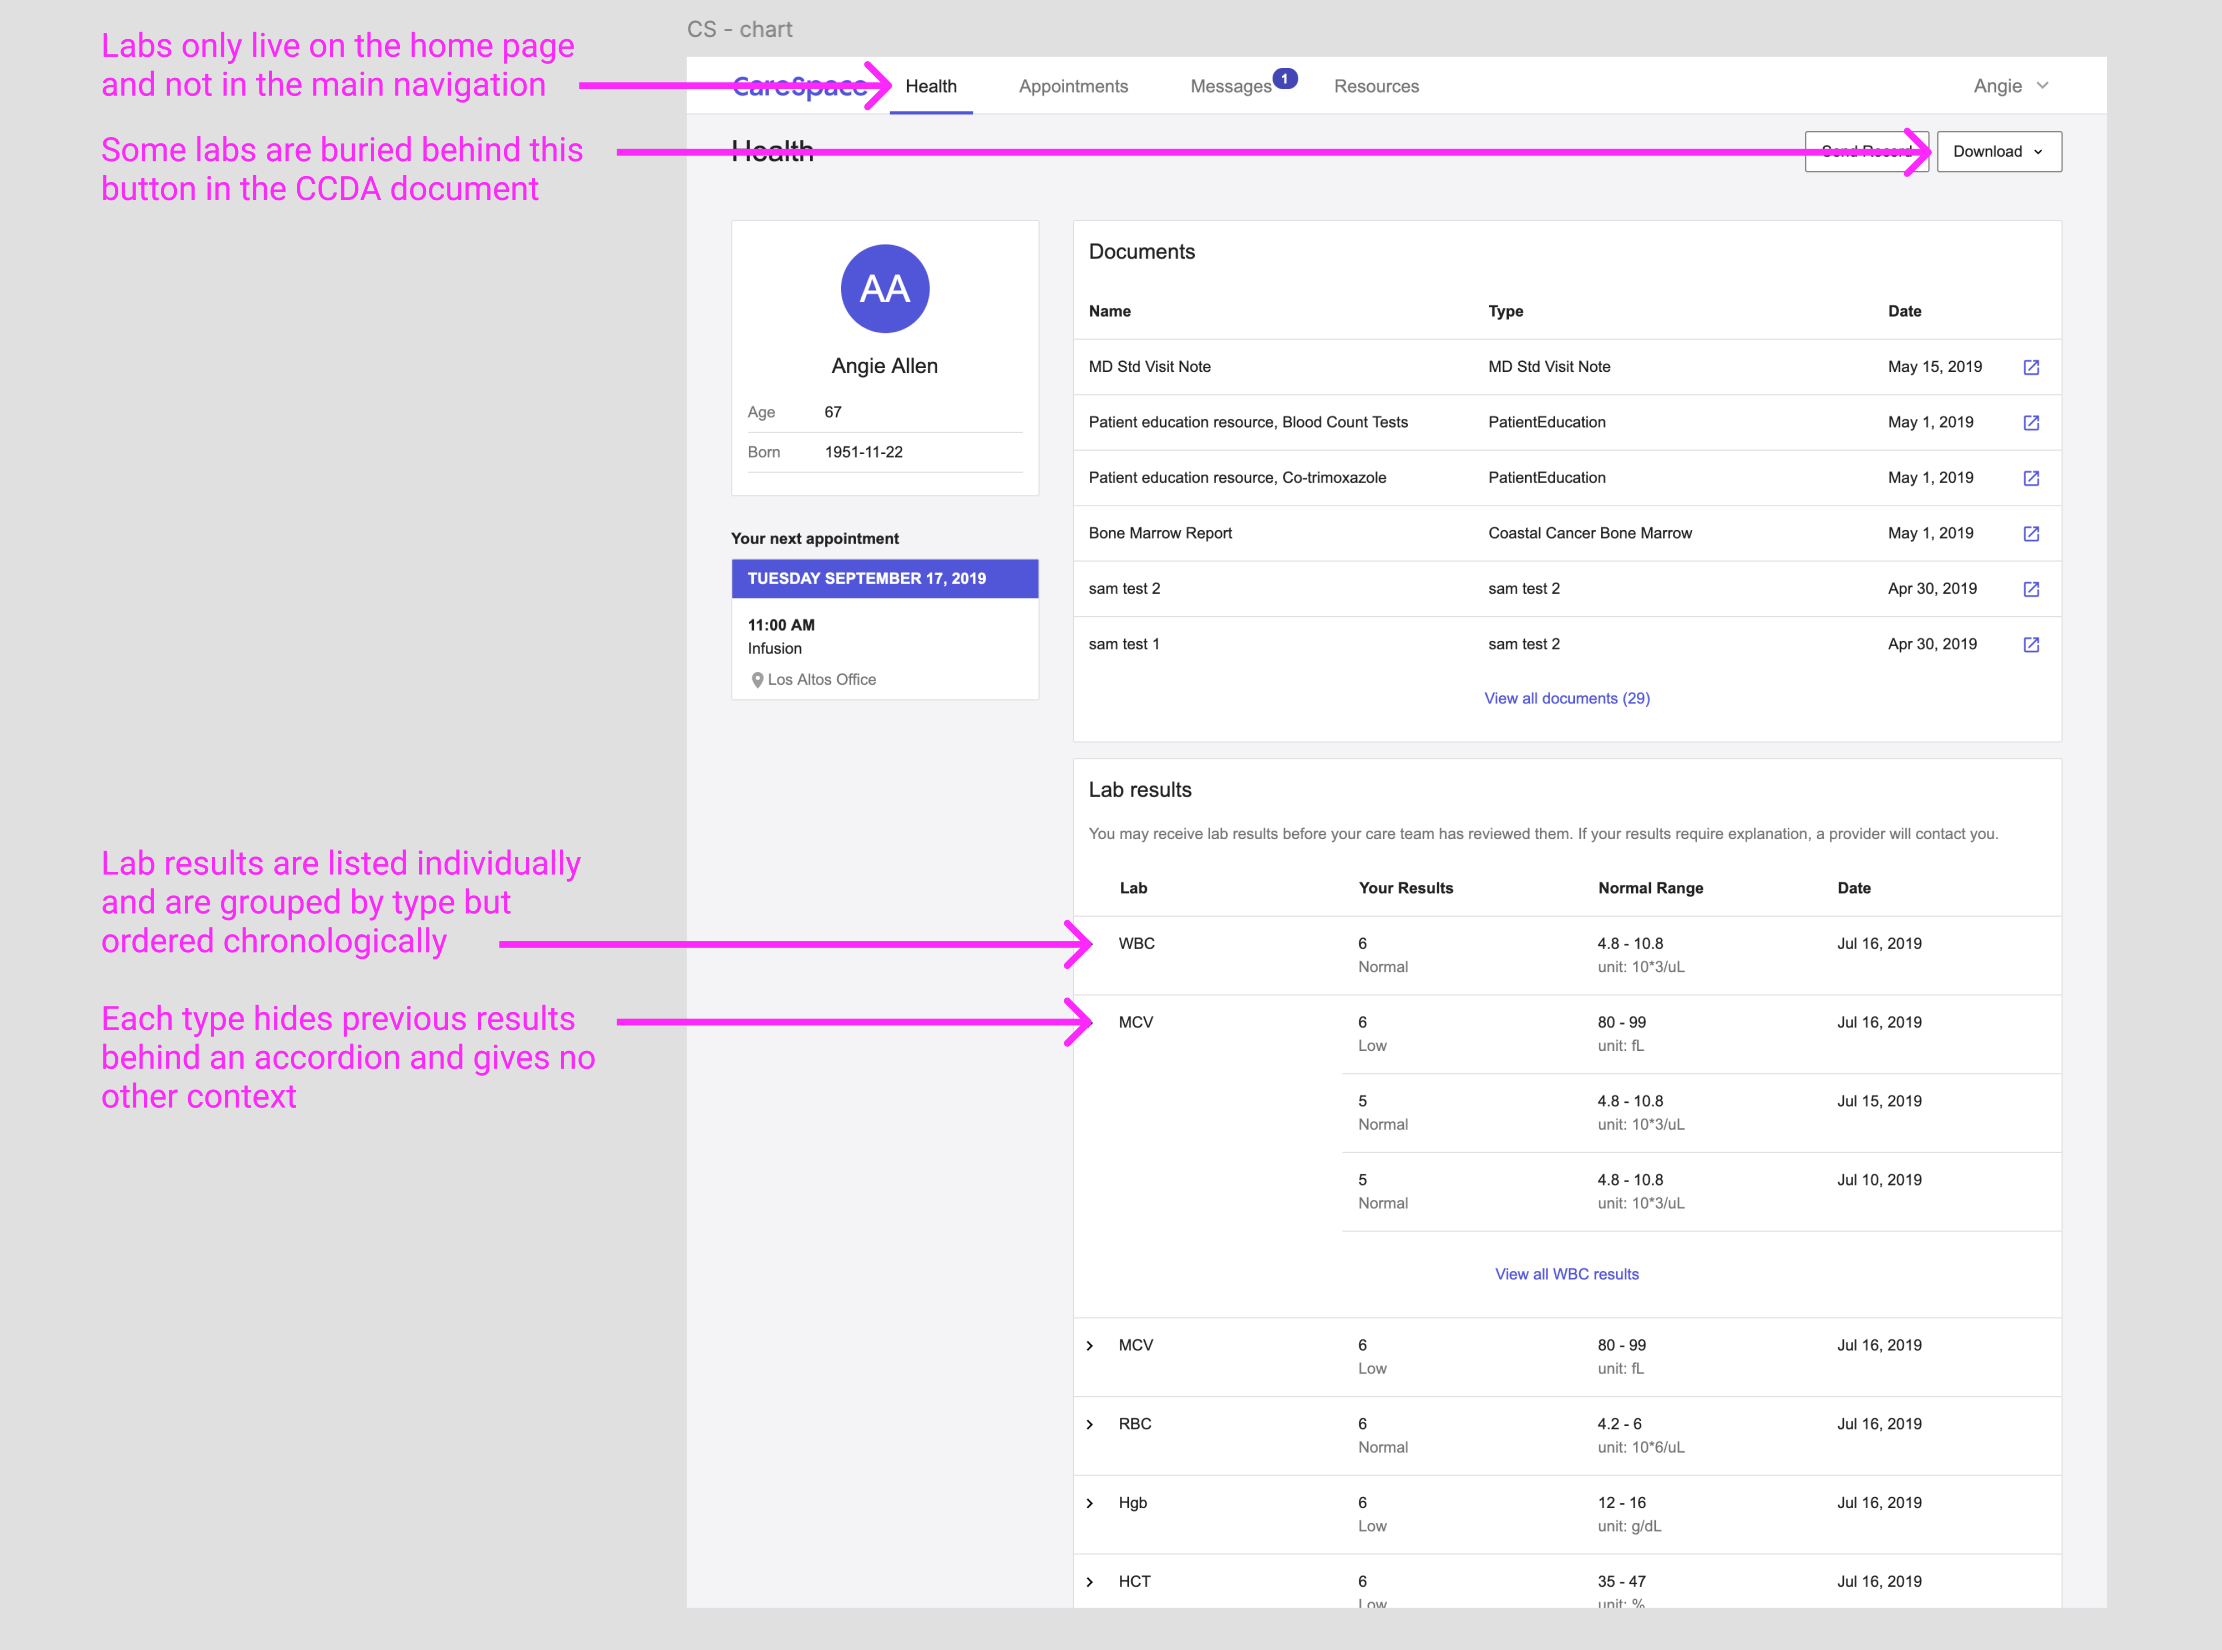 CS - chart
Labs only live on the home page
and not in the main navigation
CareSpace
Health
Appointments
Messages
1
Resources
Angie
Some labs are buried behind this
button in the CCDA document
Health
Send Record
Download
AA
Angie Allen
Age 67
Born 1951-11-22
Your next appointment
TUESDAY SEPTEMBER 17, 2019
11:00 AM
Infusion
Los Altos Office
Documents
Name Type Date
MD Std Visit Note MD Std Visit Note May 15, 2019
Patient education resource, Blood Count Tests PatientEducation May 1, 2019
Patient education resource, Co-trimoxazole PatientEducation May 1, 2019
Bone Marrow Report Coastal Cancer Bone Marrow May 1, 2019
sam test 2 sam test 2 Apr 30, 2019
sam test 1 sam test 2 Apr 30, 2019
View all documents (29)
Lab results
You may receive lab results before your care team has reviewed them. If your results require explanation, a provider will contact you.
Lab results are listed individually
and are grouped by type but
ordered chronologically
Each type hides previous results
behind an accordion and gives no
other context
Lab Your Results Normal Range Date
WBC 6 4.8 - 10.8 Jul 16, 2019
Normal unit: 10*3/uL
MCV 6 80 - 99 Jul 16, 2019
Low unit: fL
5 4.8 - 10.8 Jul 15, 2019
Normal unit: 10*3/uL
5 4.8 - 10.8 Jul 10, 2019
Normal unit: 10*3/uL
View all WBC results
MCV 6 80 - 99 Jul 16, 2019
Low unit: fL
RBC 6 4.2 - 6 Jul 16, 2019
Normal unit: 10*6/uL
Hgb 6 12 - 16 Jul 16, 2019
Low unit: g/dL
HCT 6 35 - 47 Jul 16, 2019
Low unit: %